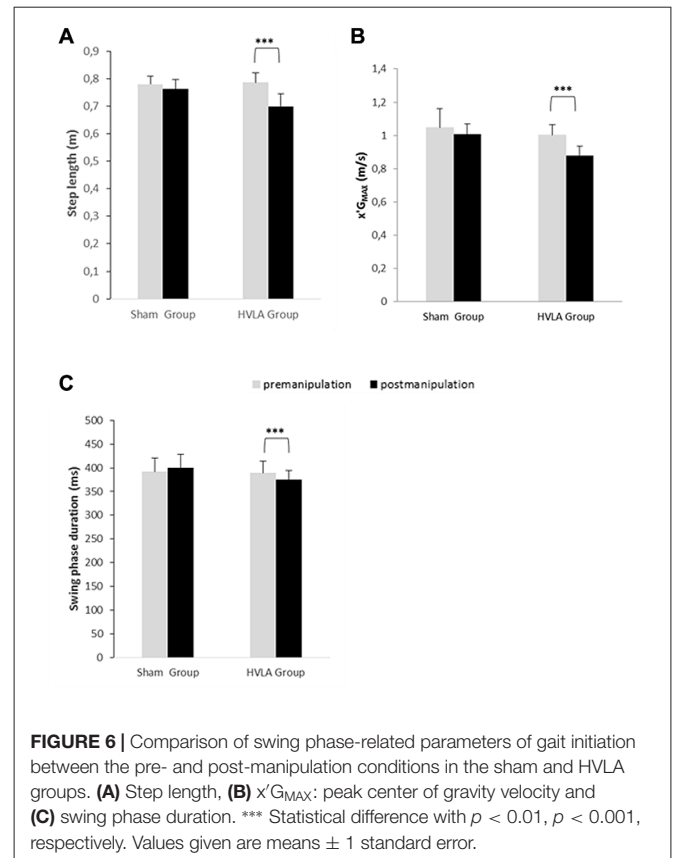 A
0,9
0,8
0,7
0,6
0,5
0,4
0,3
0,2
0,1
0
Step length (m)
***
Sham Group
HVLA Group
B
1,4
1,2
1
0,8
0,6
0,4
0,2
0
x'GMAX (m/s)
***
Sham Group
HVLA Group
C
premanipulation
postmanipulation
500
450
400
350
300
250
200
150
100
50
0
Swing phase duration (ms)
***
Sham Group
HVLA Group
FIGURE 6 | Comparison of swing phase-related parameters of gait initiation
between the pre- and post-manipulation conditions in the sham and HVLA
groups. (A) Step length, (B) x′GMAX: peak center of gravity velocity and
(C) swing phase duration. *** Statistical difference with p < 0.01, p < 0.001,
respectively. Values given are means ± 1 standard error.